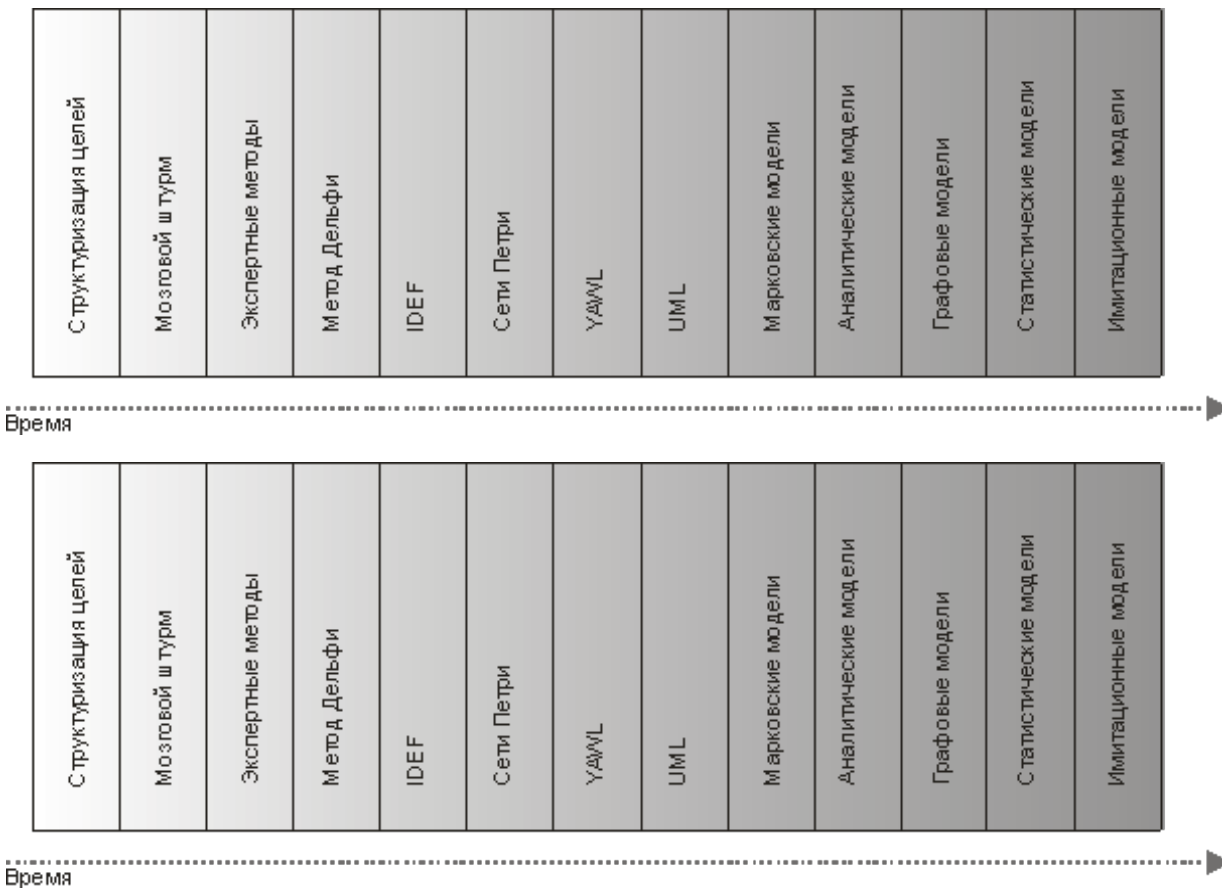 Структуризация целей
Мозговой штурм
Экспертные методы
Метод Дельфи
IDEF
Сети Петри
YAWL
UML
Марковские модели
Аналитические модели
Графовые модели
Статистические модели
Имитационные модели
Время
Структуризация целей
Мозговой штурм
Экспертные методы
Метод Дельфи
IDEF
Сети Петри
YAWL
UML
Марковские модели
Аналитические модели
Графовые модели
Статистические модели
Имитационные модели
Время